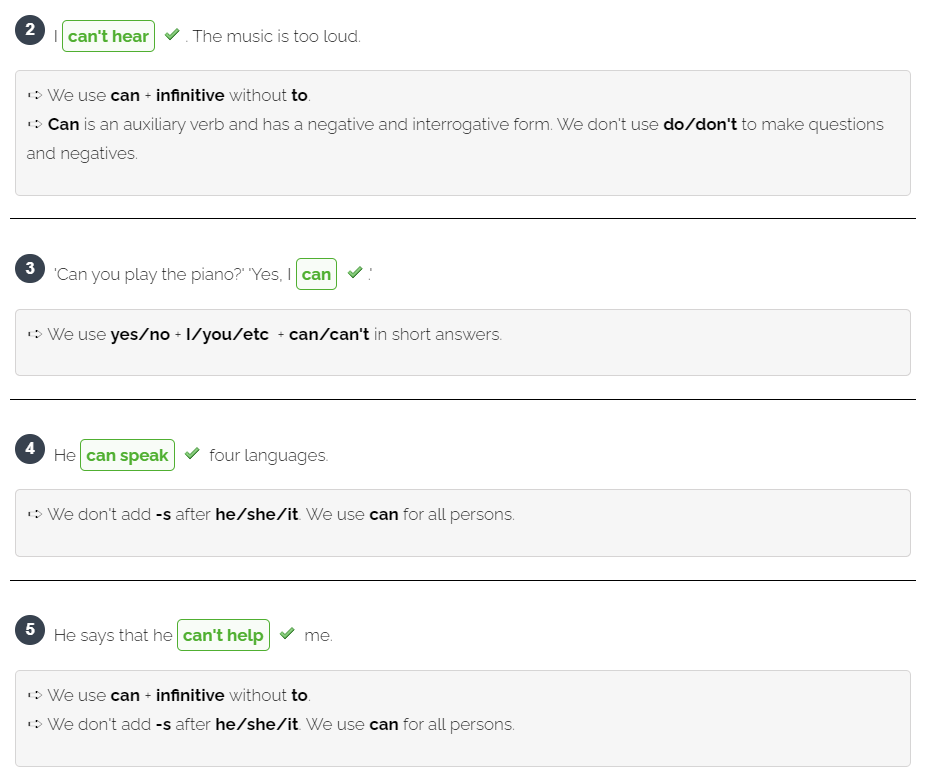 2 I can't hear ✔ . The music is too loud.
➪ We use can + infinitive without to.
➪ Can is an auxiliary verb and has a negative and interrogative form. We don't use do/don't to make questions
and negatives.
3 'Can you play the piano?' 'Yes, I can ✔ .'
➪ We use yes/no + I/you/etc + can/can't in short answers.
4 He can speak ✔ four languages.
➪ We don't add -s after he/she/it. We use can for all persons.
5 He says that he can't help ✔ me.
➪ We use can + infinitive without to.
➪ We don't add -s after he/she/it. We use can for all persons.